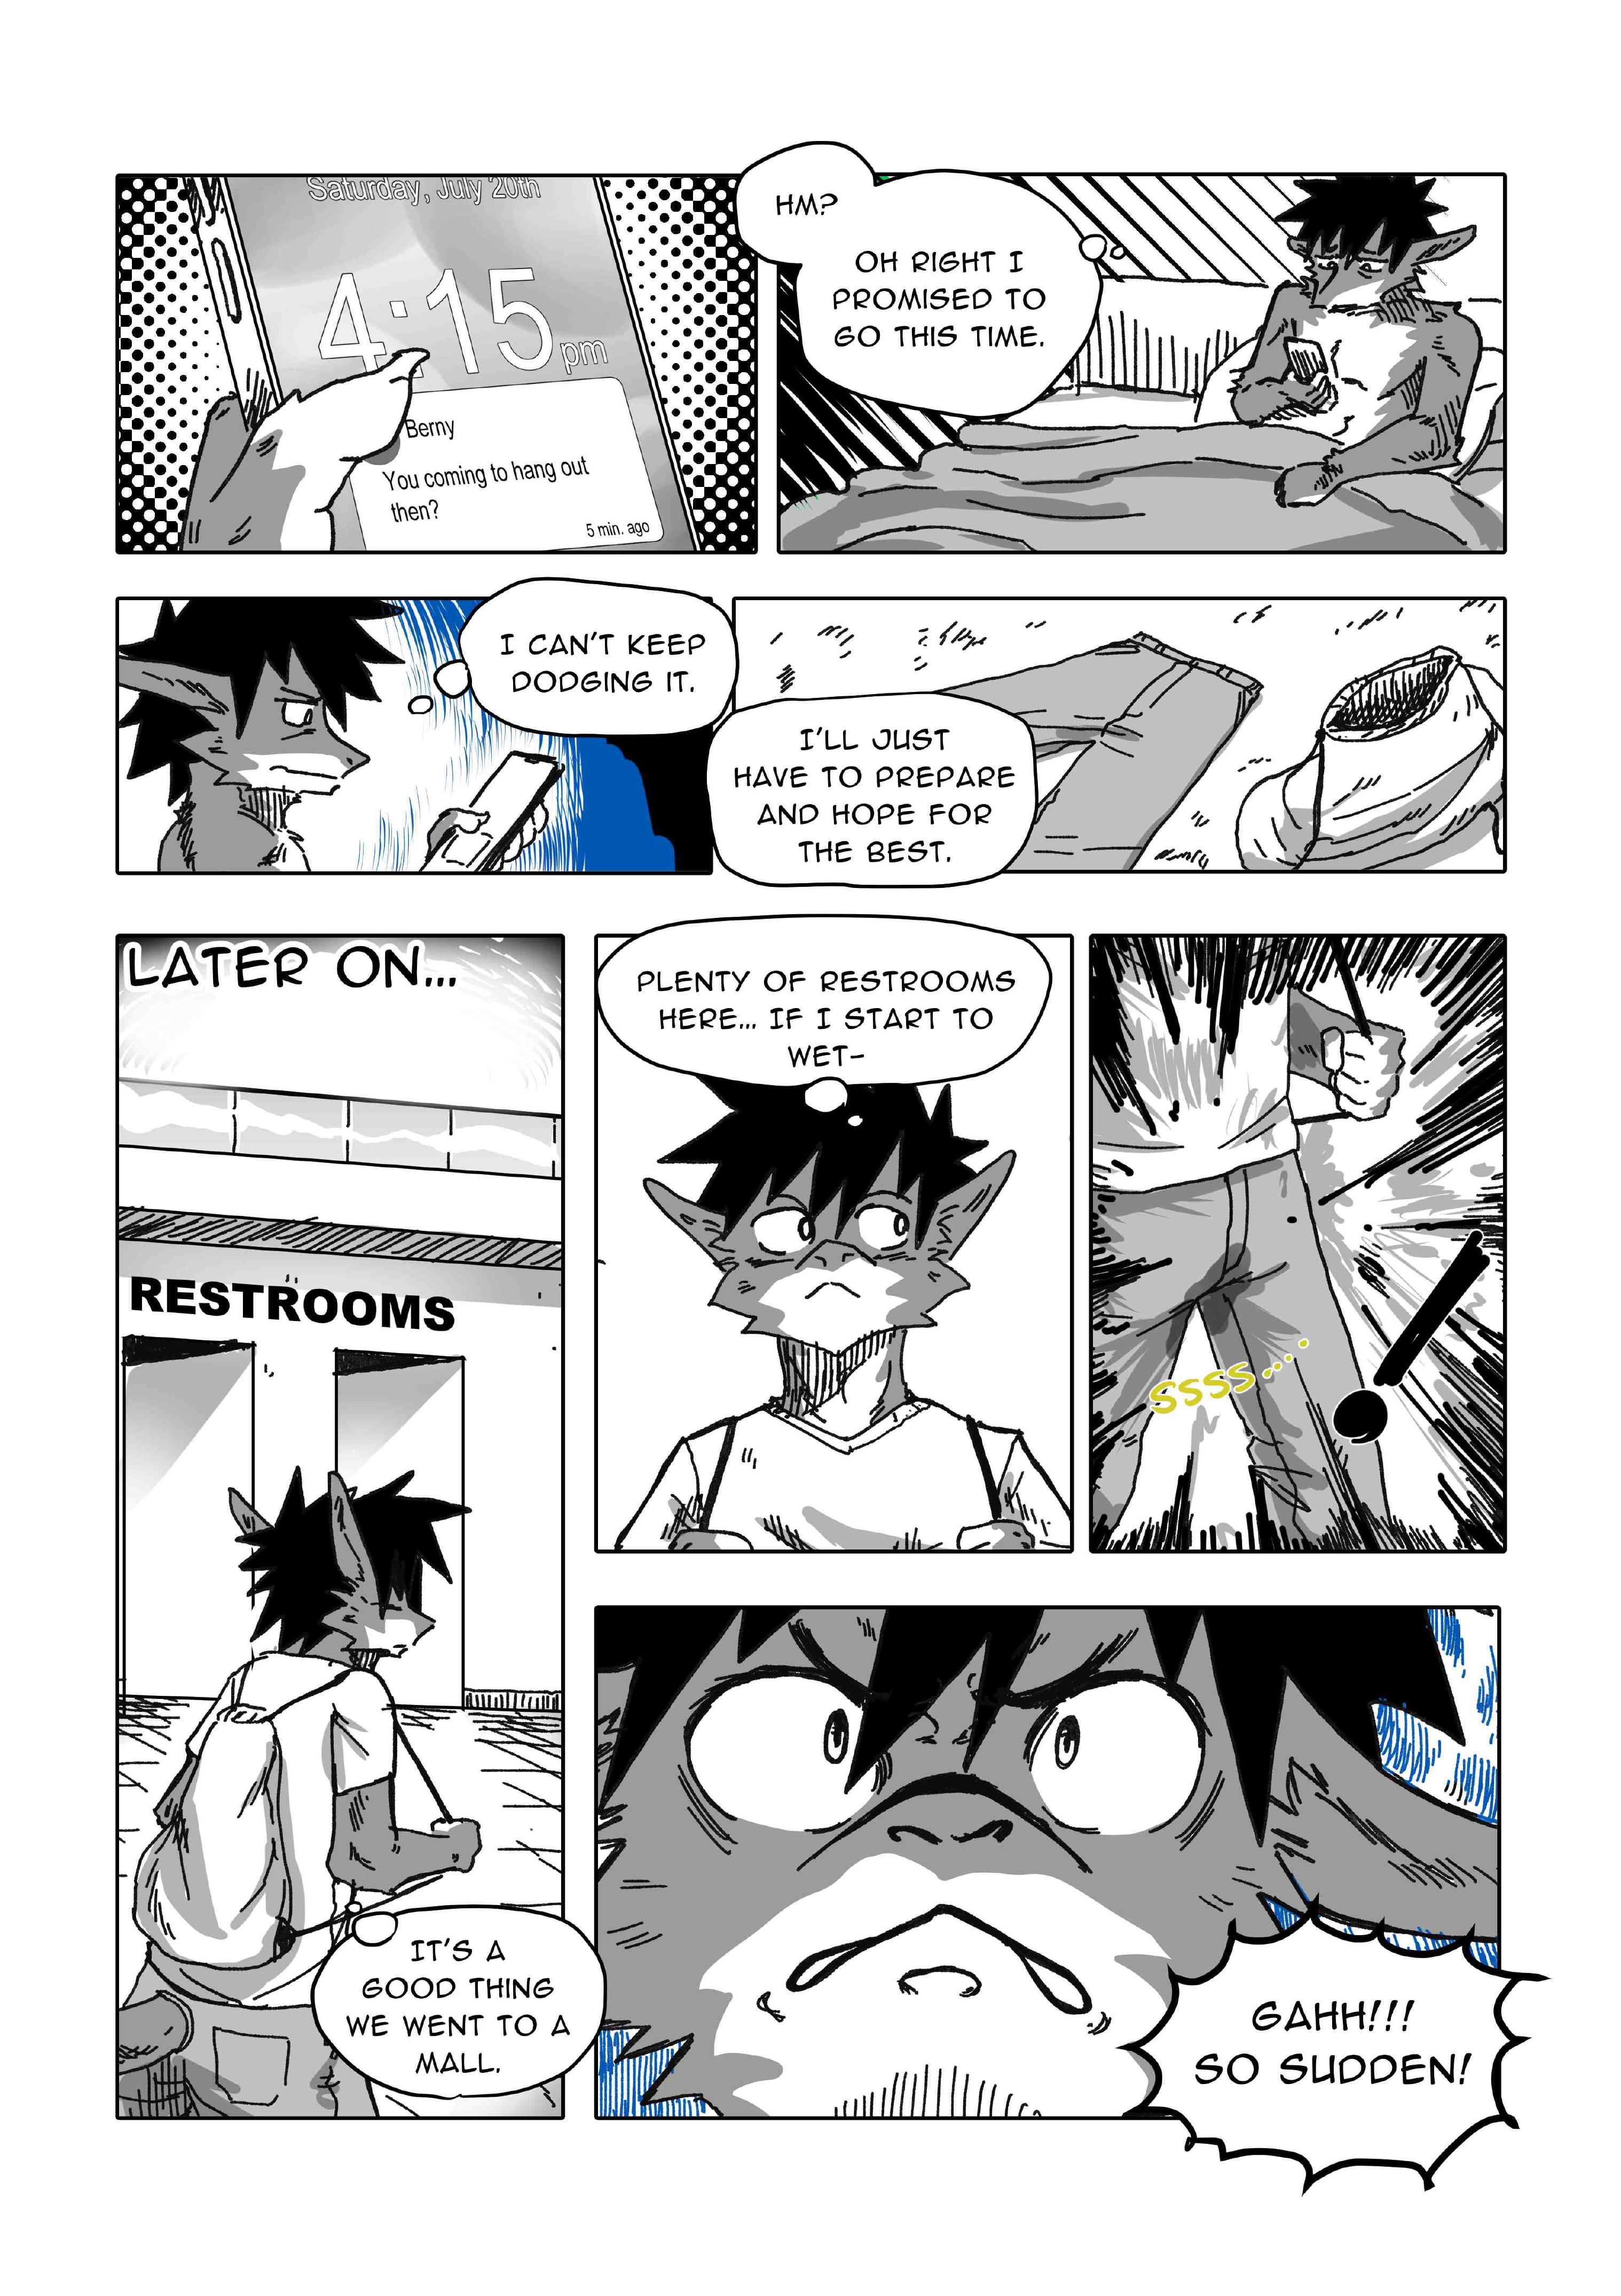 Saturday, July 20th
4:15 pm
Berny
You coming to hang out
then?
5 min. ago
HM?
OH RIGHT I
PROMISED TO
GO THIS TIME.
I CAN'T KEEP
DODGING IT.
I'LL JUST
HAVE TO PREPARE
AND HOPE FOR
THE BEST.
LATER ON...
RESTROOMS
IT'S A
GOOD THING
WE WENT TO A
MALL.
PLENTY OF RESTROOMS
HERE... IF I START TO
WET-
SSSS....
!
GAHH!!!
SO SUDDEN!